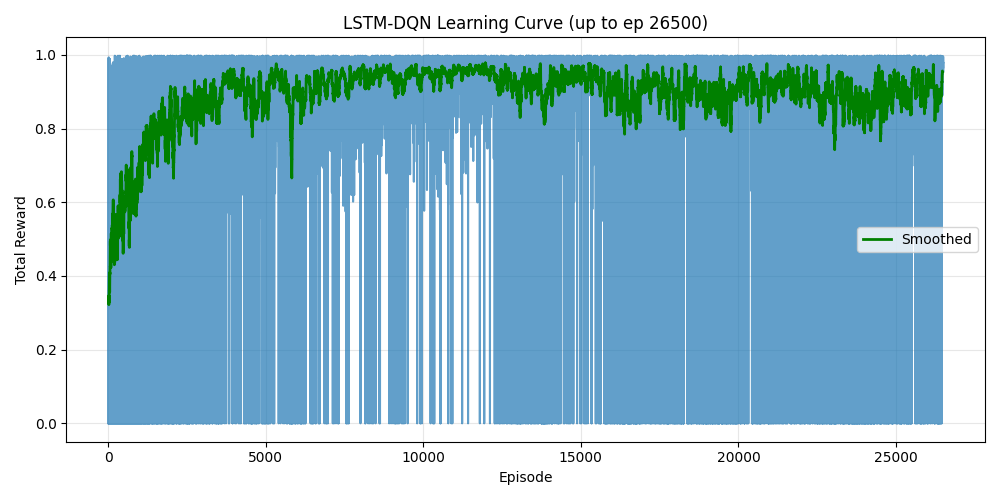 LSTM-DQN Learning Curve (up to ep 26500)
Total Reward
1.0
0.8
0.6
0.4
0.2
0.0
Smoothed
0 5000 10000 15000 20000 25000
Episode